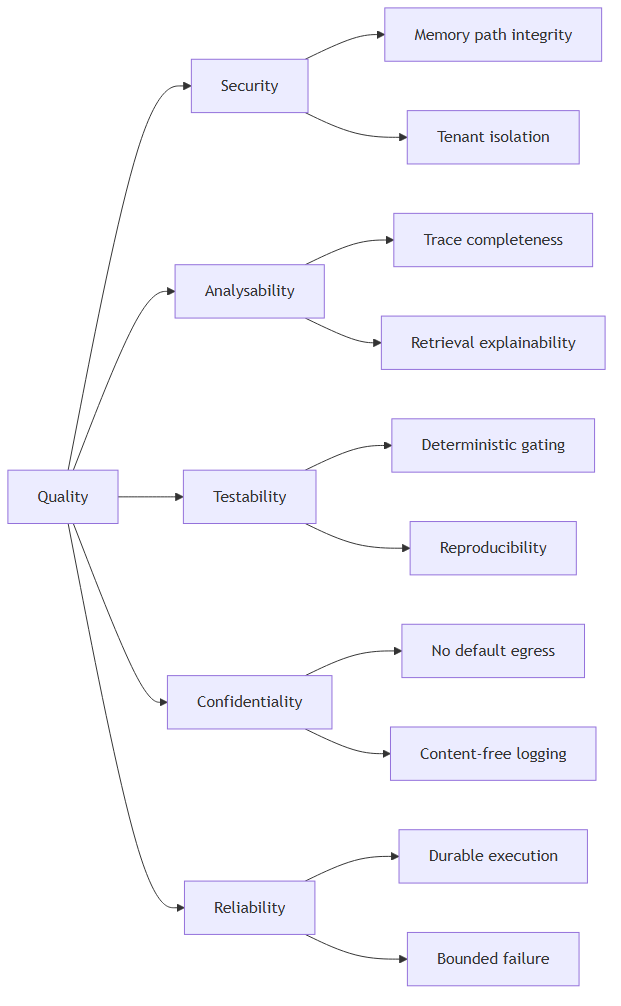 Quality
Security
Memory path integrity
Tenant isolation
Analysability
Trace completeness
Retrieval explainability
Testability
Deterministic gating
Reproducibility
Confidentiality
No default egress
Content-free logging
Reliability
Durable execution
Bounded failure